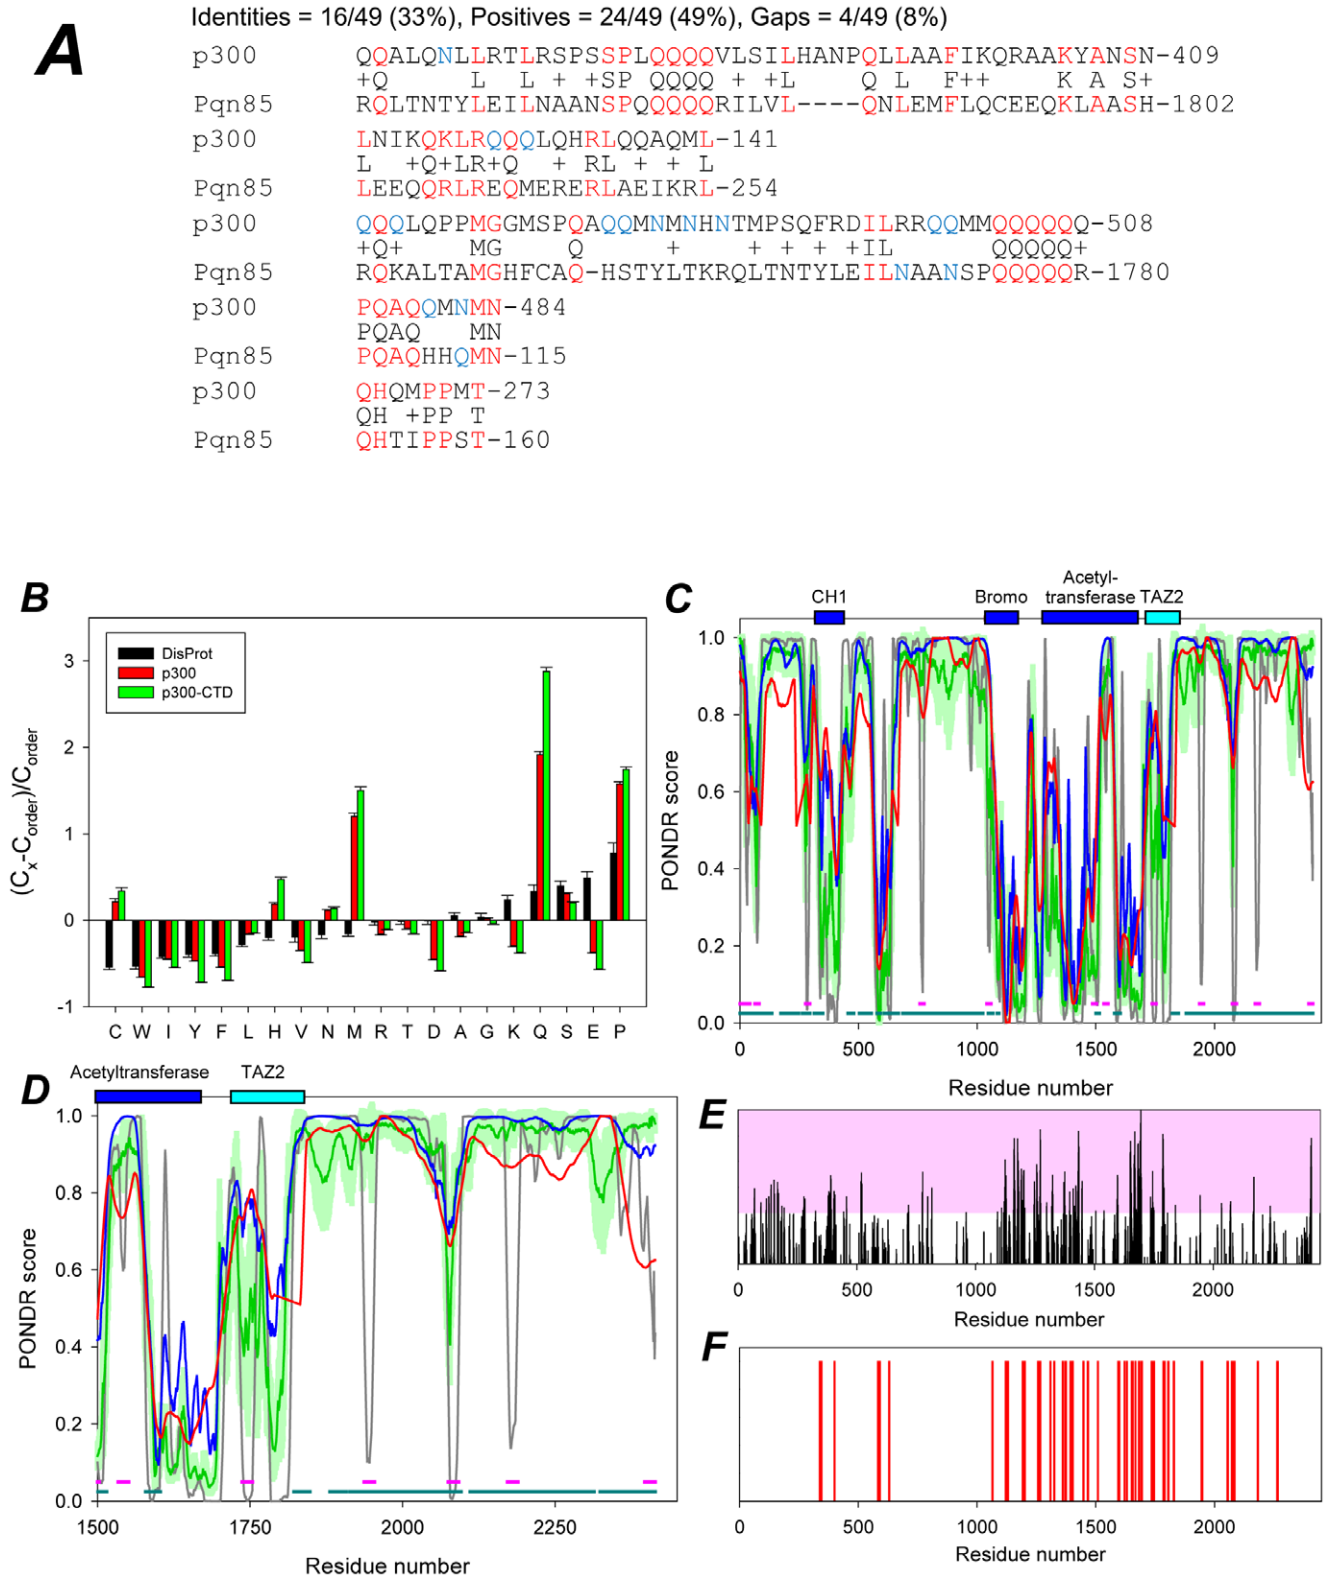 A
Identities = 16/49 (33%), Positives = 24/49 (49%), Gaps = 4/49 (8%)
p300 QQALQNLLRTLRSPSSPLQQQQVLSILHANPQLLAAFIKQRAAKYANSN-409
+Q L L + +SP QQQQ + +L Q L F++ K A S+
Pqn85 RQLTNTYLEILNAANSPQQQQQRILVL----QNLEMFLQCEEQKLAASH-1802
p300 LNIKQKLRQQQLQHRLQQAQML-141
L +Q+LR+Q + RL + + L
Pqn85 LEEQQRLREQMERERLAEIKRL-254
p300 QQQLQPPMGGMSPQAQQMNMNHNTMPSQFRDILRRQQMMQQQQQQ-508
+Q+ MG Q + + + +IL QQQQQ+
Pqn85 RQKALTAMGHFCAQ-HSTYLTKRQLTNTYLEILNAANSPQQQQQR-1780
p300 PQAQQMNMN-484
PQAQ MN
Pqn85 PQAQHHQMN-115
p300 QHQMPPMT-273
QH +PP T
Pqn85 QHTIPPST-160
B
DisProt
p300
p300-CTD
(Cx-Corder)/Corder
3
2
1
0
-1
C W I Y F L H V N M R T D A G K Q S E P
C
CH1
Bromo
Acetyl-
transferase
TAZ2
PONDR score
1.0
0.8
0.6
0.4
0.2
0.0
0 500 1000 1500 2000
Residue number
D
Acetyltransferase
TAZ2
PONDR score
1.0
0.8
0.6
0.4
0.2
0.0
1500 1750 2000 2250
Residue number
E
0 500 1000 1500 2000
Residue number
F
0 500 1000 1500 2000
Residue number